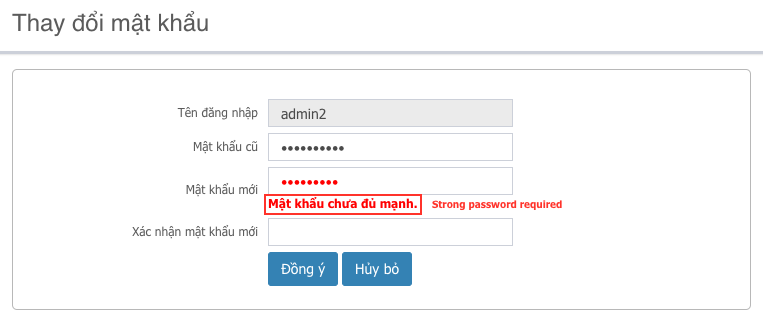 Thay đổi mật khẩu
Tên đăng nhập admin2
Mật khẩu cũ ••••••••••
Mật khẩu mới •••••••••
Mật khẩu chưa đủ mạnh. Strong password required
Xác nhận mật khẩu mới
Đồng ý Hủy bỏ